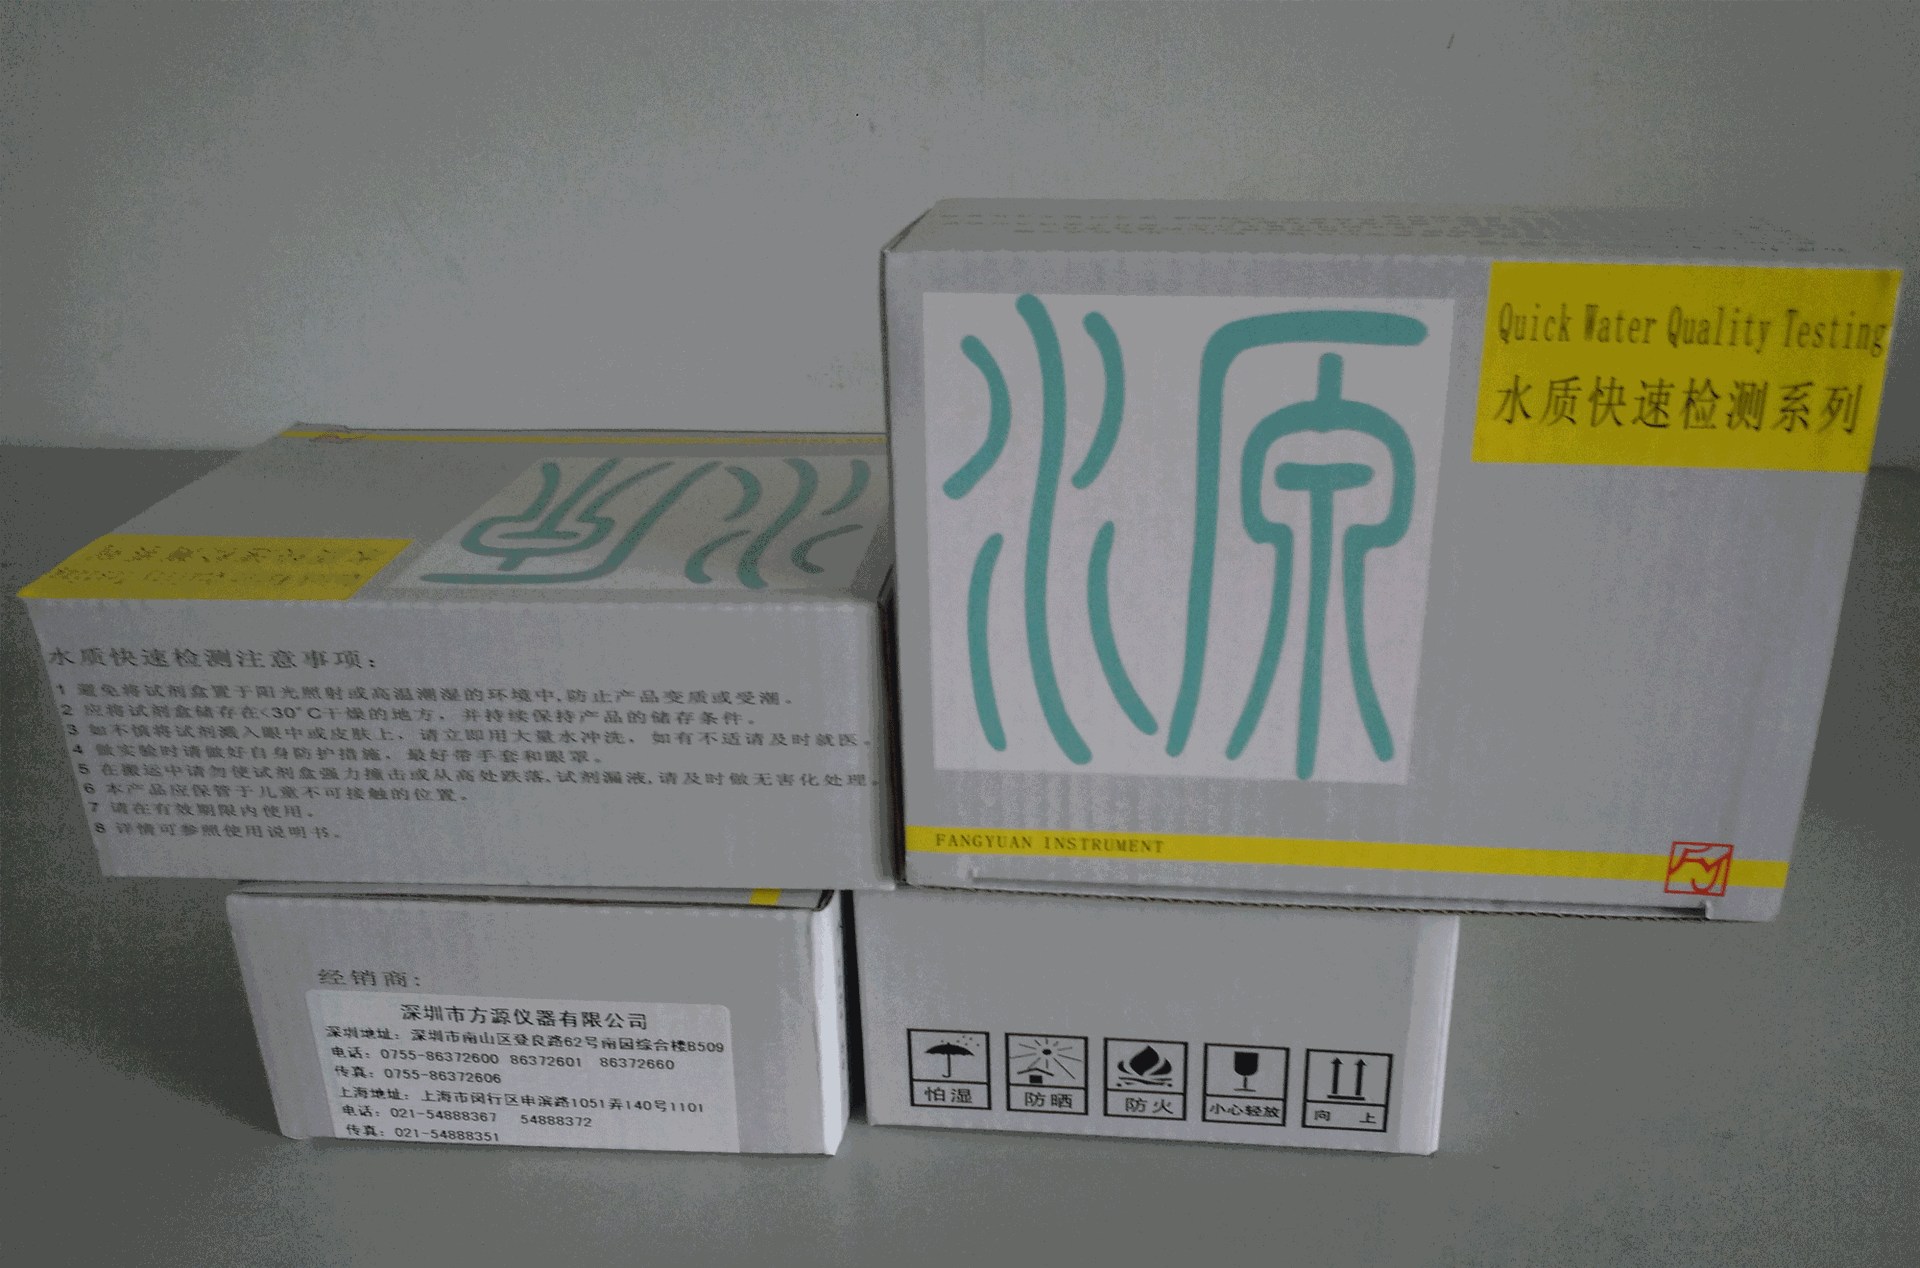 水源
Quick Water Quality Testing
水质快速检测系列
FANGYUAN INSTRUMENT
FY
水质快速检测注意事项：
1 避免将试剂盒置于阳光照射或高温潮湿的环境中,防止产品变质或受潮。
2 应将试剂盒储存在<30°C干燥的地方，并持续保持产品的储存条件。
3 如不慎将试剂溅入眼中或皮肤上，请立即用大量水冲洗，如有不适请及时就医。
4 做实验时请做好自身防护措施，最好带手套和眼罩。
5 在搬运中请勿使试剂盒强力撞击或从高处跌落,试剂漏液,请及时做无害化处理。
6 本产品应保管于儿童不可接触的位置。
7 请在有效期限内使用。
8 详情可参照使用说明书。
经销商：
深圳市方源仪器有限公司
深圳地址：深圳市南山区登良路62号南园综合楼8509
电话：0755-86372600 86372601 86372660
传真：0755-86372606
上海地址：上海市闵行区申滨路1051弄140号1101
电话：021-54888367 54888372
传真：021-54888351
怕湿
防晒
防火
小心轻放
向上